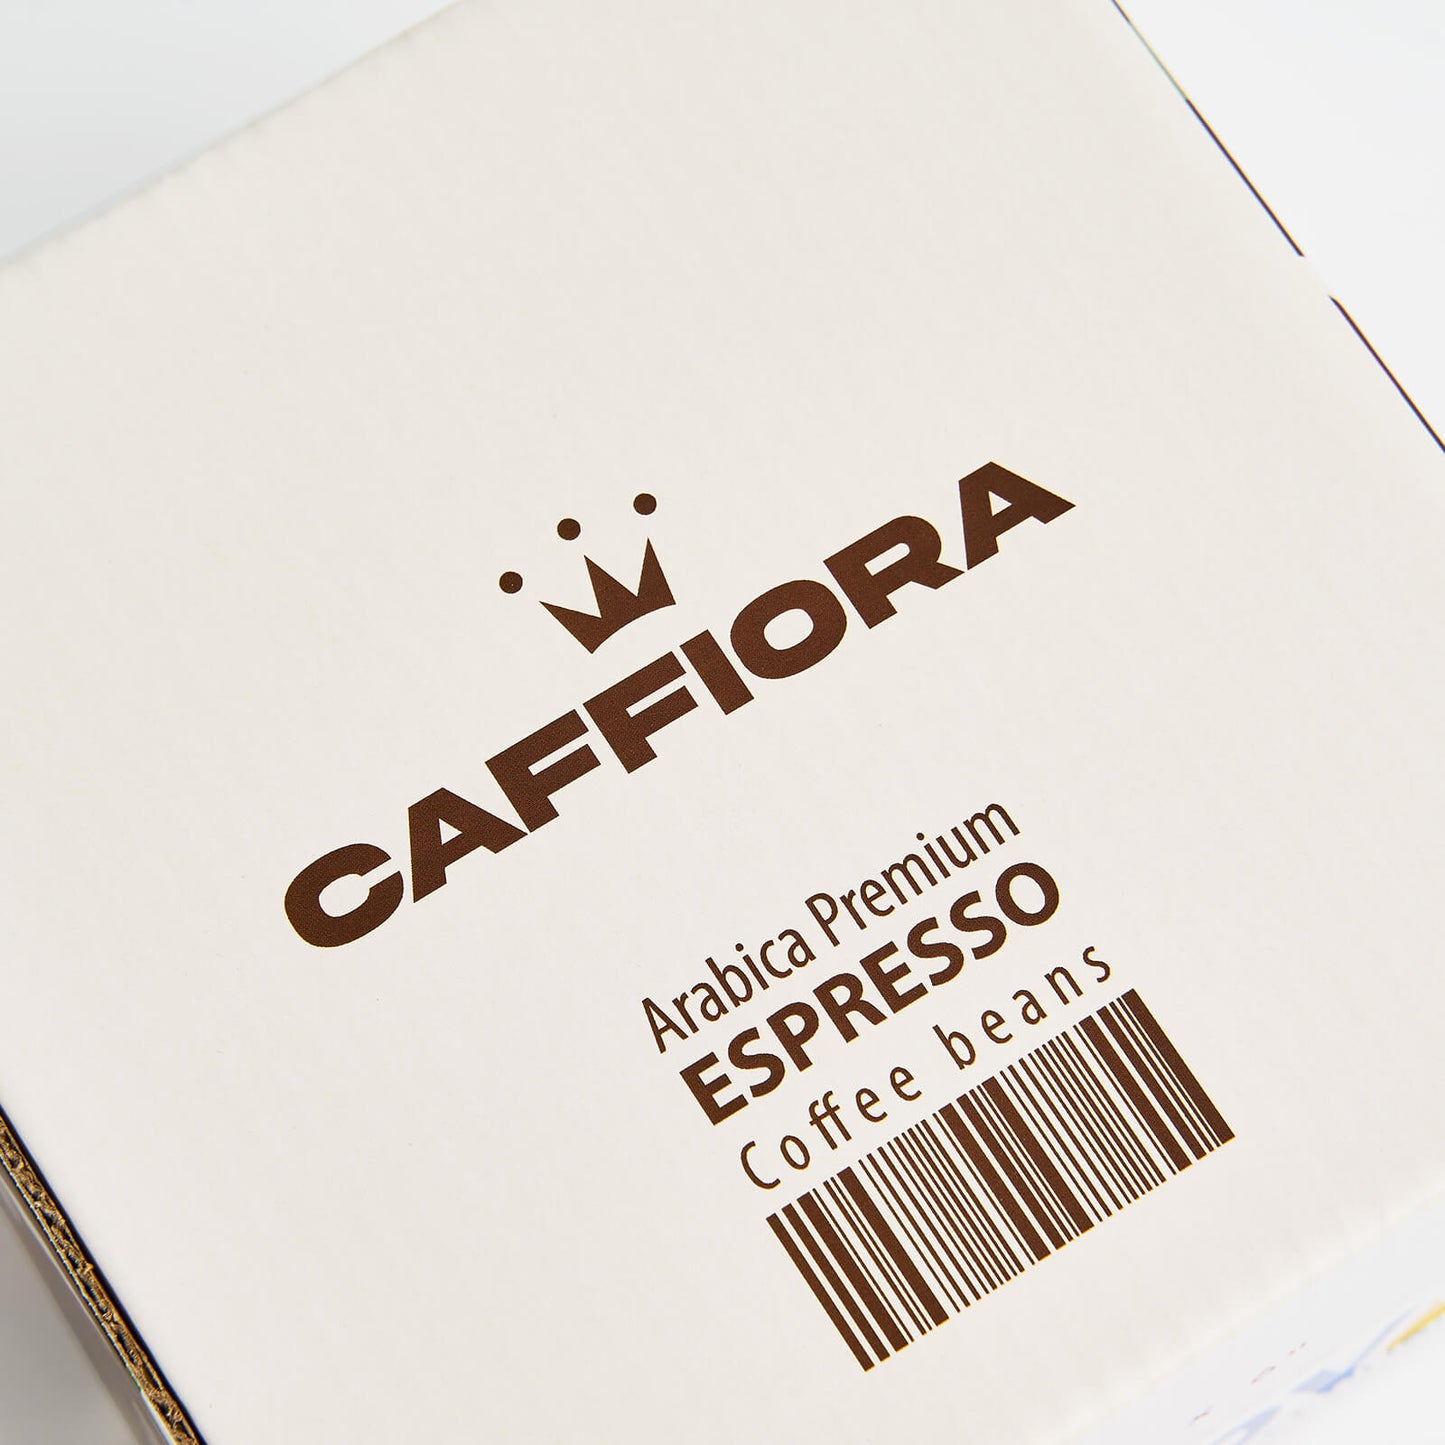 CAFFIORA
Arabica Premium
ESPRESSO
Coffee beans